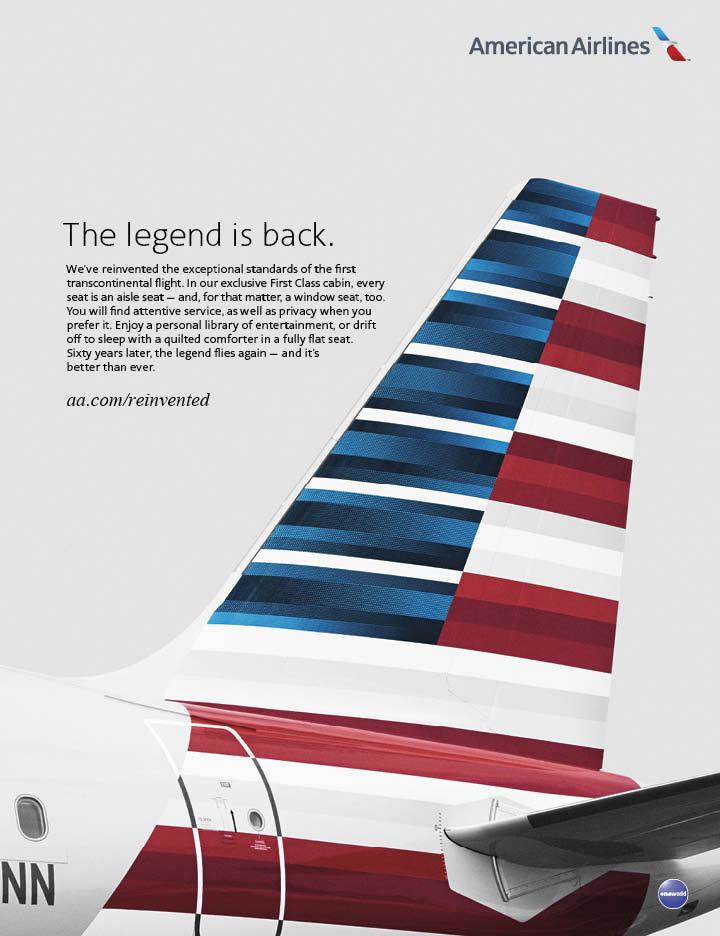 American Airlines
The legend is back.
We've reinvented the exceptional standards of the first
transcontinental flight. In our exclusive First Class cabin, every
seat is an aisle seat — and, for that matter, a window seat, too.
You will find attentive service, as well as privacy when you
prefer it. Enjoy a personal library of entertainment, or drift
off to sleep with a quilted comforter in a fully flat seat.
Sixty years later, the legend flies again — and it's
better than ever.
aa.com/reinvented
NN
oneworld